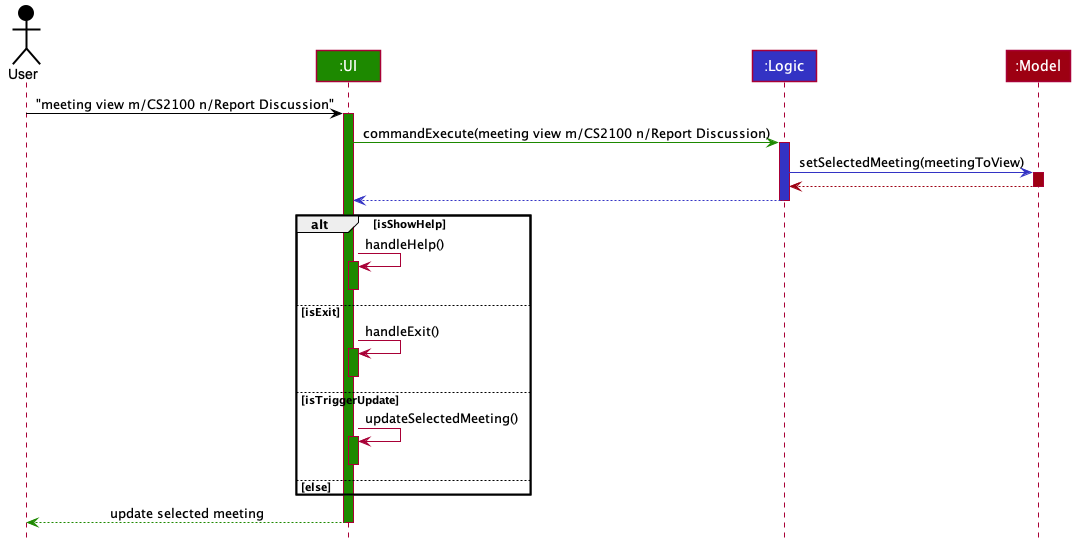 User
:UI
:Logic
:Model
"meeting view m/CS2100 n/Report Discussion"
commandExecute(meeting view m/CS2100 n/Report Discussion)
setSelectedMeeting(meetingToView)
alt
[isShowHelp]
handleHelp()
[isExit]
handleExit()
[isTriggerUpdate]
updateSelectedMeeting()
[else]
update selected meeting